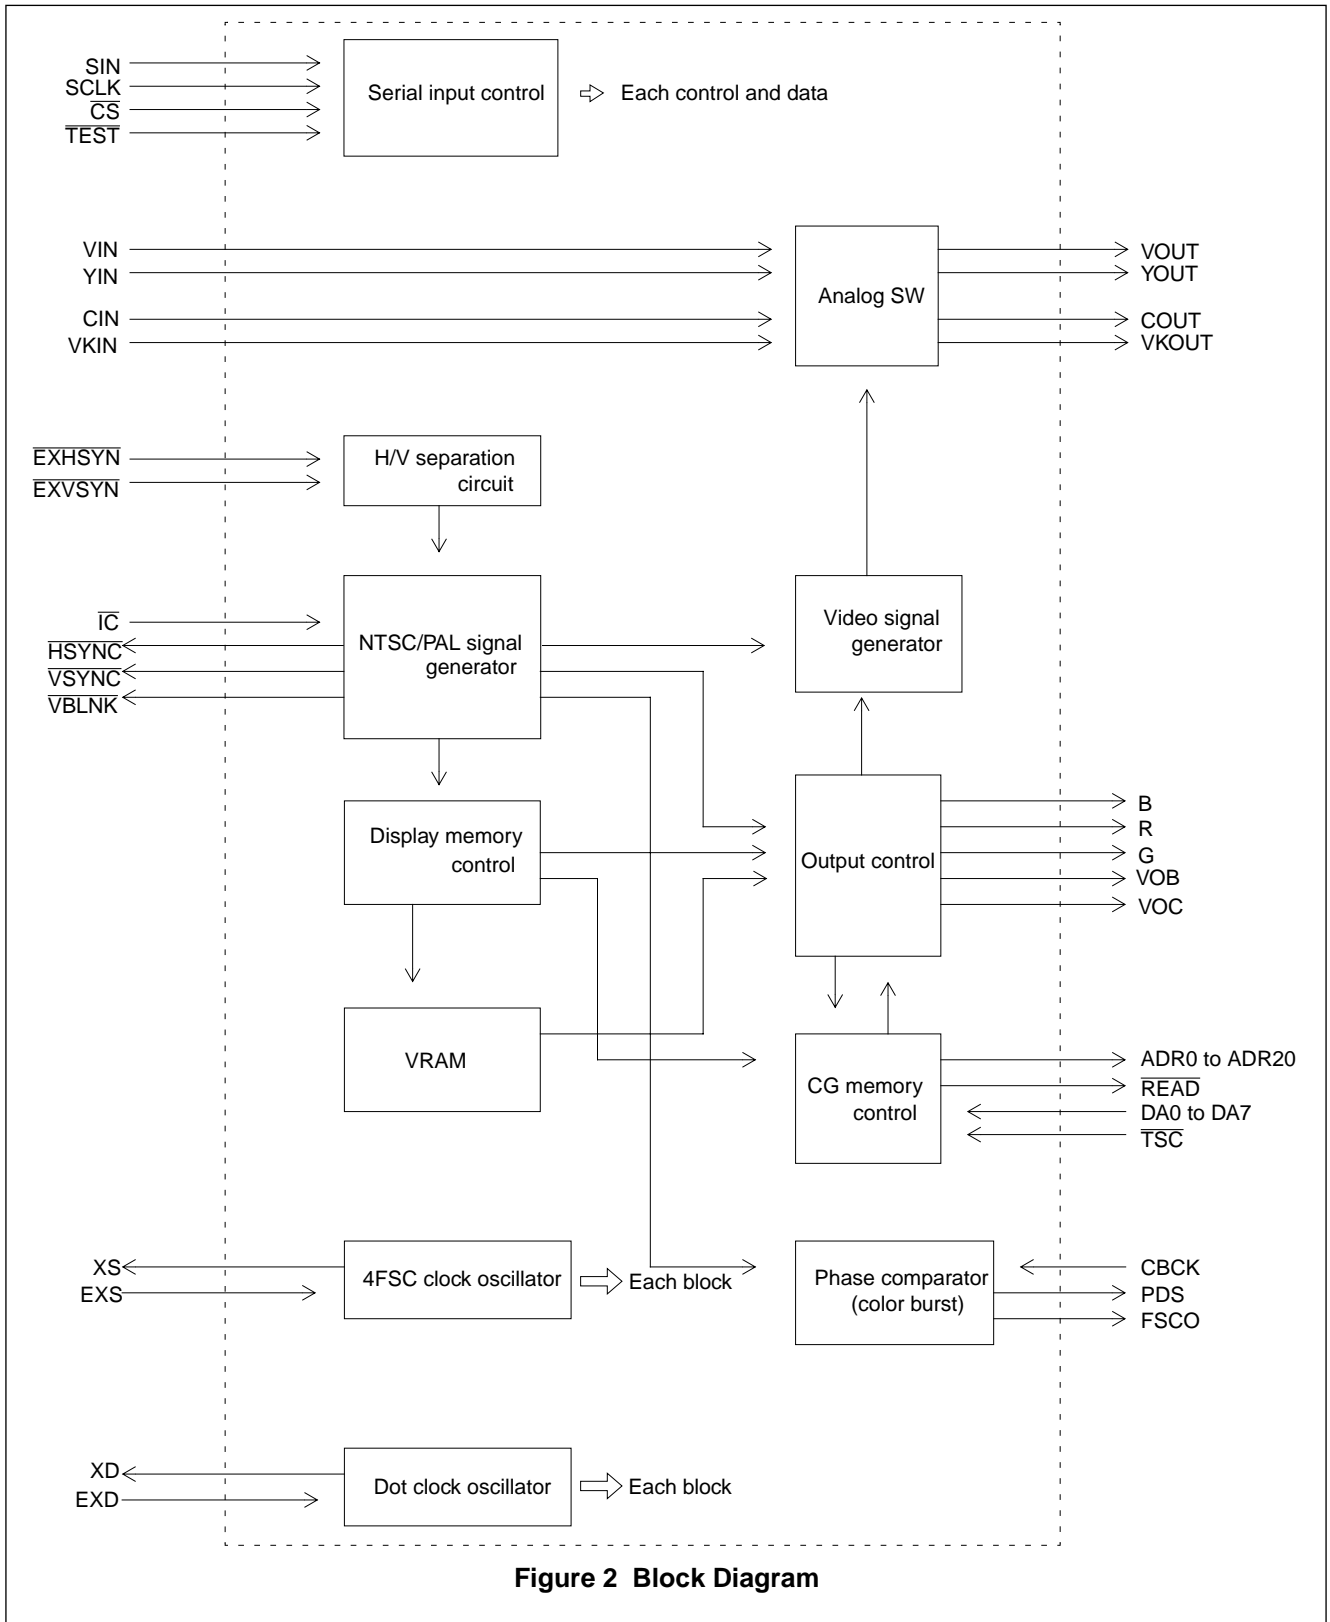 SIN
SCLK
CS
TEST
Serial input control
Each control and data
VIN
YIN
CIN
VKIN
Analog SW
VOUT
YOUT
COUT
VKOUT
EXHSYN
EXVSYN
H/V separation
circuit
IC
HSYNC
VSYNC
VBLNK
NTSC/PAL signal
generator
Video signal
generator
Display memory
control
Output control
B
R
G
VOB
VOC
VRAM
CG memory
control
ADR0 to ADR20
READ
DA0 to DA7
TSC
XS
EXS
4FSC clock oscillator
Each block
Phase comparator
(color burst)
CBCK
PDS
FSCO
XD
EXD
Dot clock oscillator
Each block
Figure 2 Block Diagram